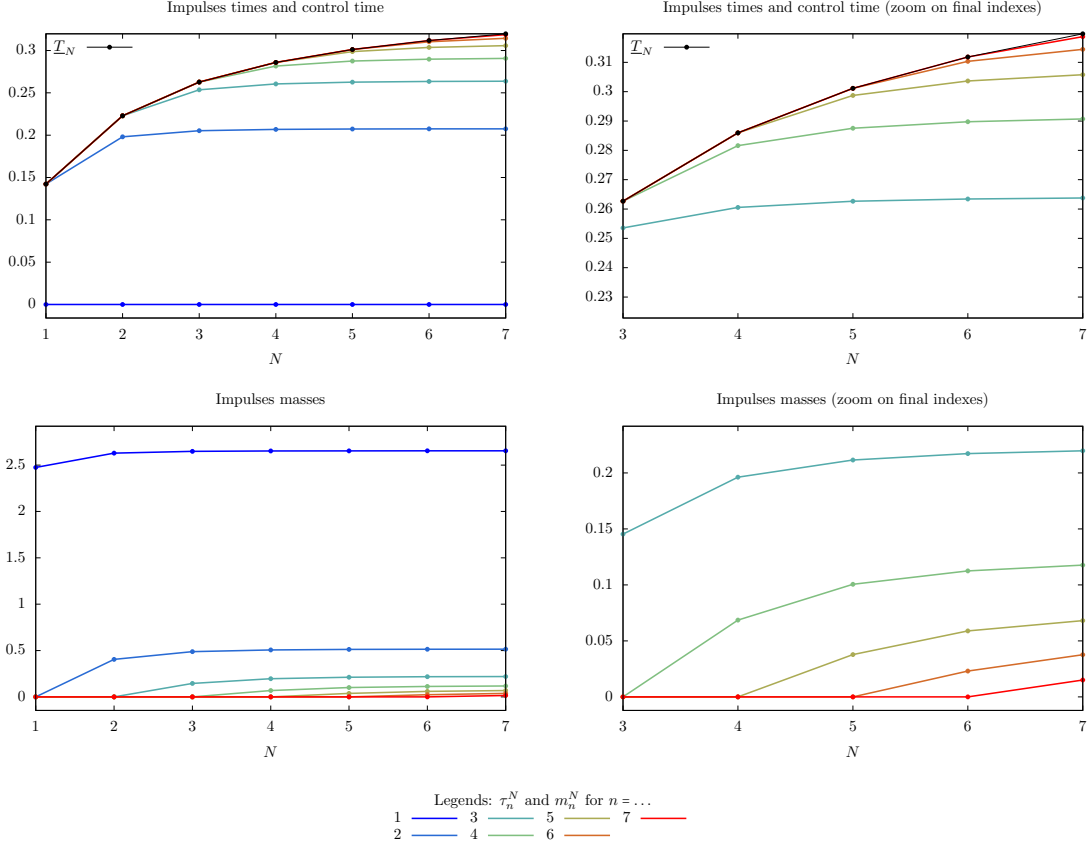 Impulses times and control time
T_N
0.3
0.25
0.2
0.15
0.1
0.05
0
1 2 3 4 5 6 7
N
Impulses times and control time (zoom on final indexes)
T_N
0.31
0.3
0.29
0.28
0.27
0.26
0.25
0.24
0.23
3 4 5 6 7
N
Impulses masses
2.5
2
1.5
1
0.5
0
1 2 3 4 5 6 7
N
Impulses masses (zoom on final indexes)
0.2
0.15
0.1
0.05
0
3 4 5 6 7
N
Legends: τ_n^N and m_n^N for n = ...
1 3 5 7
2 4 6